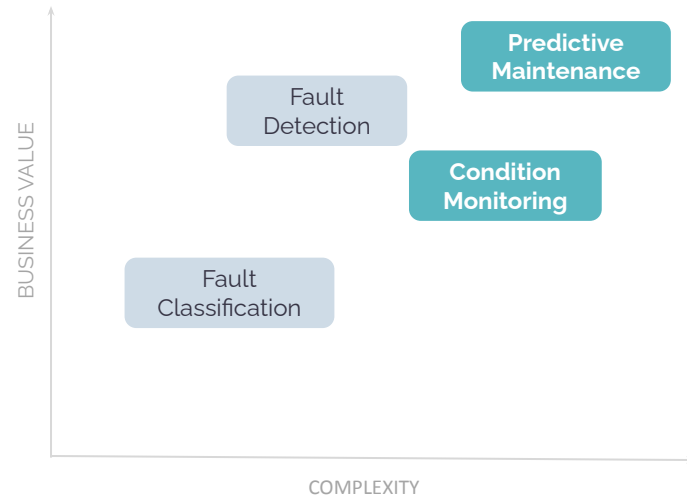 Predictive
Maintenance
Fault
Detection
Condition
Monitoring
Fault
Classification
BUSINESS VALUE
COMPLEXITY